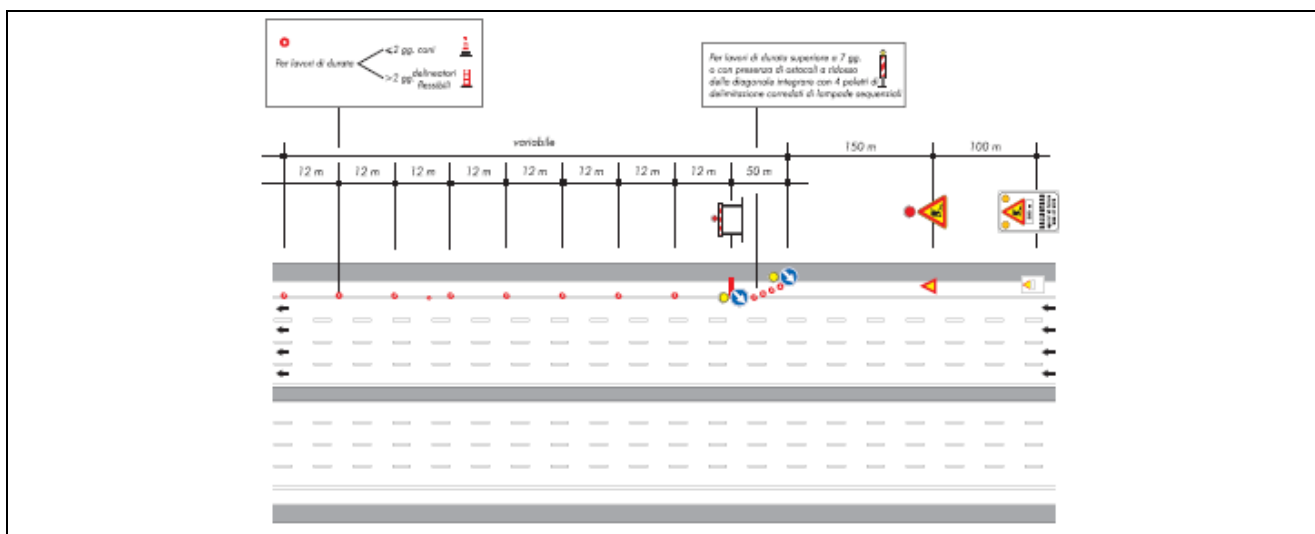 Per lavori di durata
⩽2 gg. coni
>2 gg. delineatori
flessibili
Per lavori di durata superiore a 7 gg.
o con presenza di ostacoli a ridosso
della diagonale integrare con 4 paletti di
delimitazione corredati di lampade sequenziali
variabile
150 m
100 m
12 m
12 m
12 m
12 m
12 m
12 m
12 m
12 m
50 m